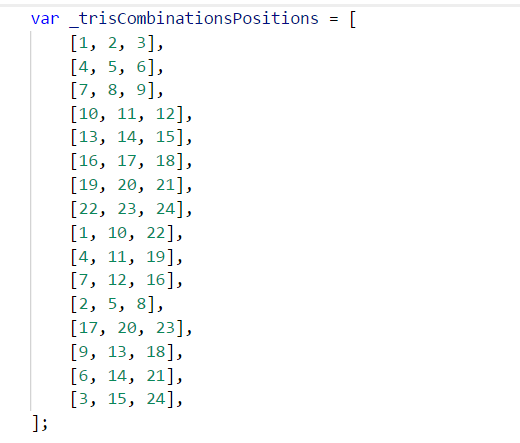 var _trisCombinationsPositions = [
[1, 2, 3],
[4, 5, 6],
[7, 8, 9],
[10, 11, 12],
[13, 14, 15],
[16, 17, 18],
[19, 20, 21],
[22, 23, 24],
[1, 10, 22],
[4, 11, 19],
[7, 12, 16],
[2, 5, 8],
[17, 20, 23],
[9, 13, 18],
[6, 14, 21],
[3, 15, 24],
];